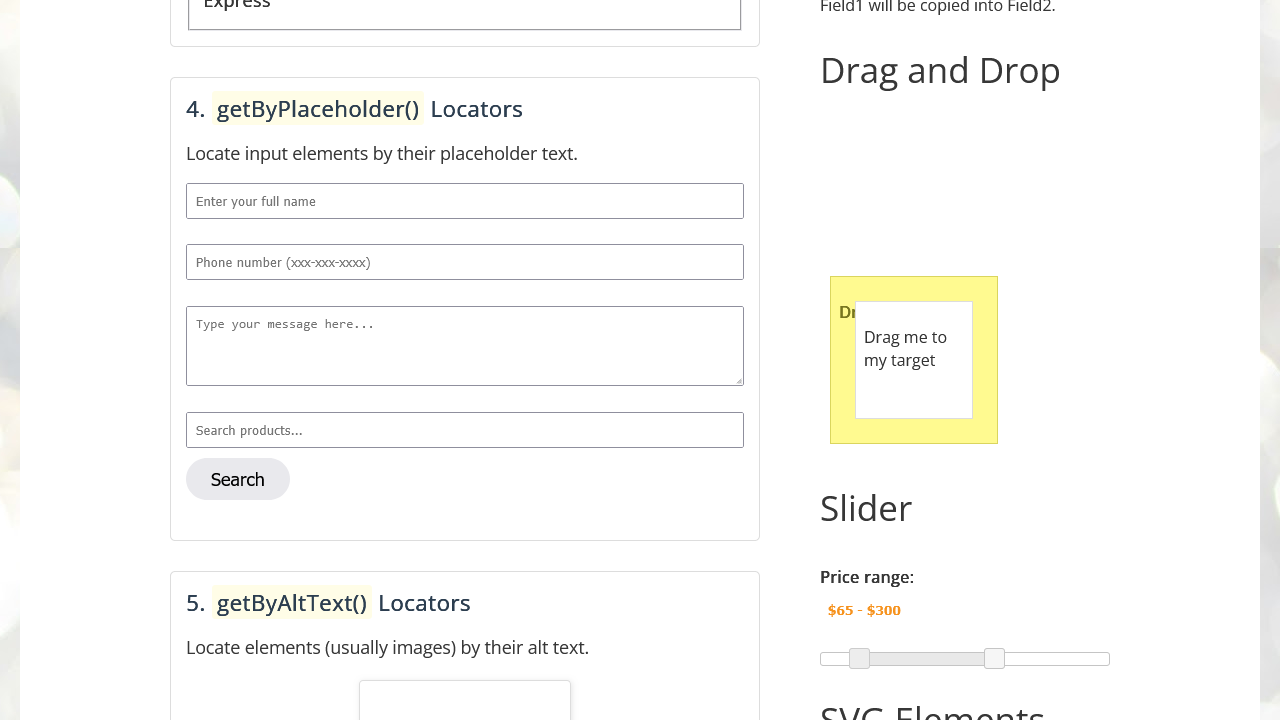 Express
4. getByPlaceholder() Locators
Locate input elements by their placeholder text.
Enter your full name
Phone number (xxx-xxx-xxxx)
Type your message here...
Search products...
Search
5. getByAltText() Locators
Locate elements (usually images) by their alt text.
Field1 will be copied into Field2.
Drag and Drop
Drag me to
my target
Slider
Price range:
$65 - $300
SVG Elements